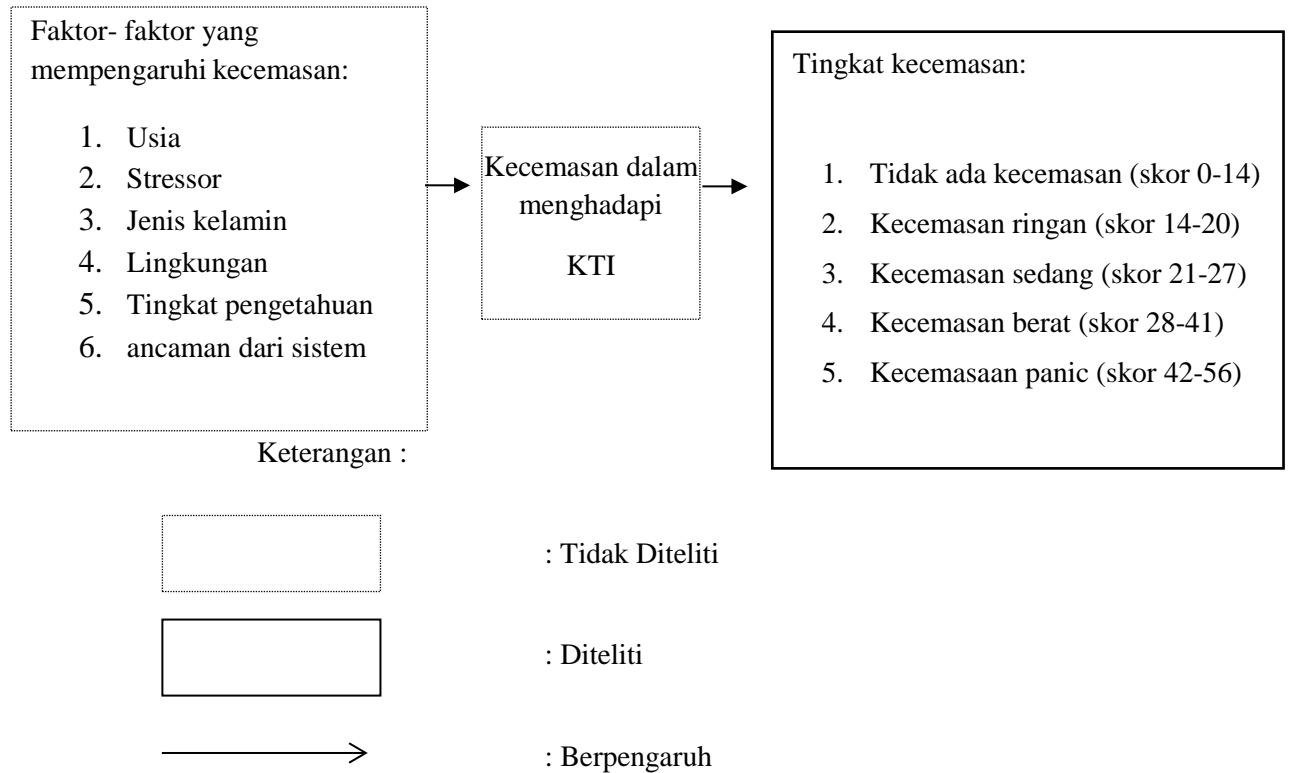 Faktor- faktor yang
mempengaruhi kecemasan:
1. Usia
2. Stressor
3. Jenis kelamin
4. Lingkungan
5. Tingkat pengetahuan
6. ancaman dari sistem
Kecemasan dalam
menghadapi
KTI
Tingkat kecemasan:
1. Tidak ada kecemasan (skor 0-14)
2. Kecemasan ringan (skor 14-20)
3. Kecemasan sedang (skor 21-27)
4. Kecemasan berat (skor 28-41)
5. Kecemasaan panic (skor 42-56)
Keterangan :
: Tidak Diteliti
: Diteliti
: Berpengaruh